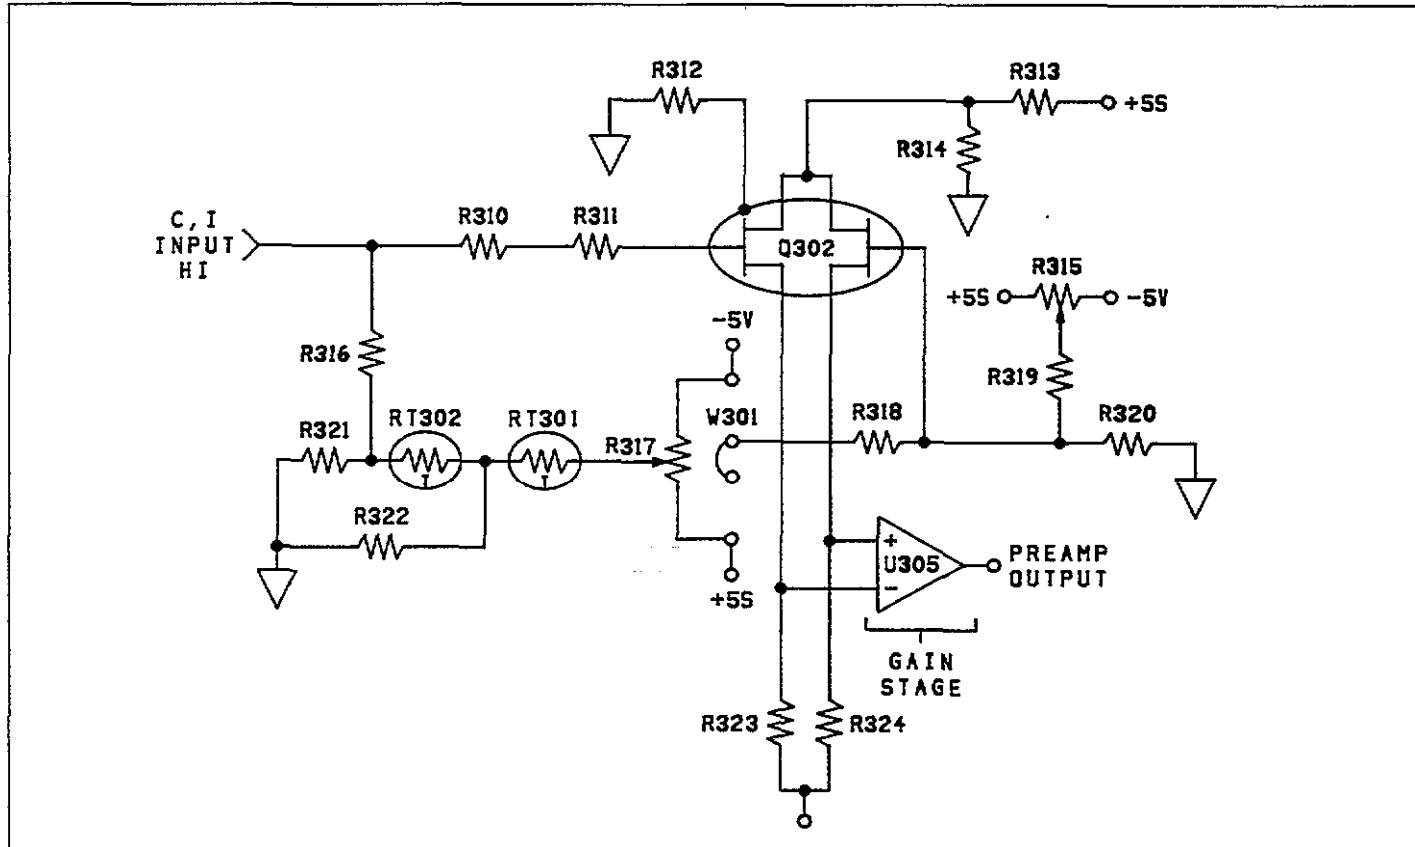 R312
R313
+5S
R314
C,I
INPUT
HI
R310
R311
Q302
R315
+5S
-5V
R316
-5V
R319
W301
R318
R320
R321
RT302
RT301
R317
T
T
R322
+5S
+
U305
-
PREAMP
OUTPUT
GAIN
STAGE
R323
R324